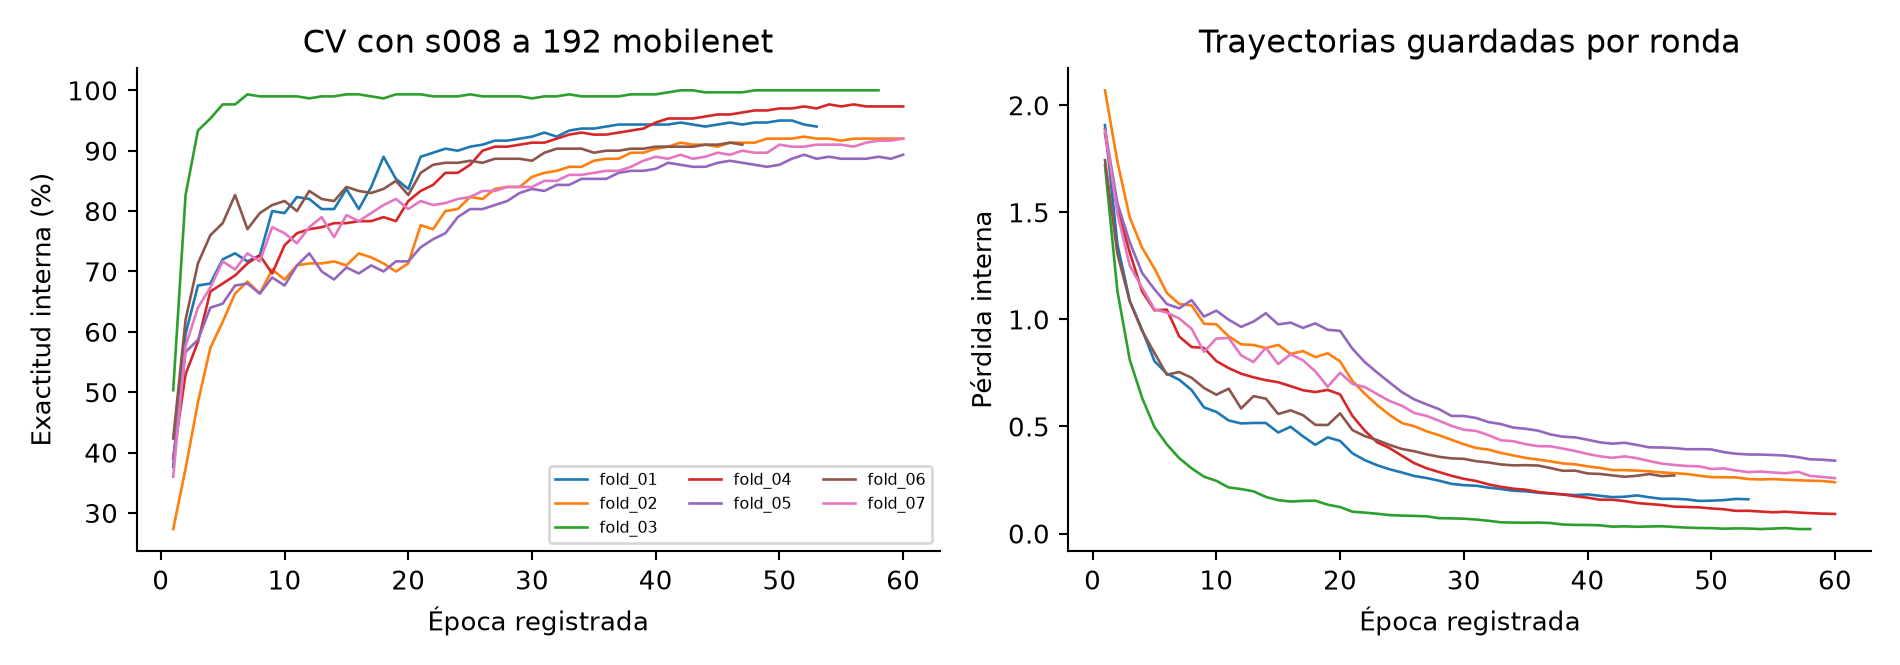 CV con s008 a 192 mobilenet
Exactitud interna (%)
100
90
80
70
60
50
40
30
0 10 20 30 40 50 60
Época registrada
fold_01 fold_04 fold_06
fold_02 fold_05 fold_07
fold_03
Trayectorias guardadas por ronda
Pérdida interna
2.0
1.5
1.0
0.5
0.0
0 10 20 30 40 50 60
Época registrada